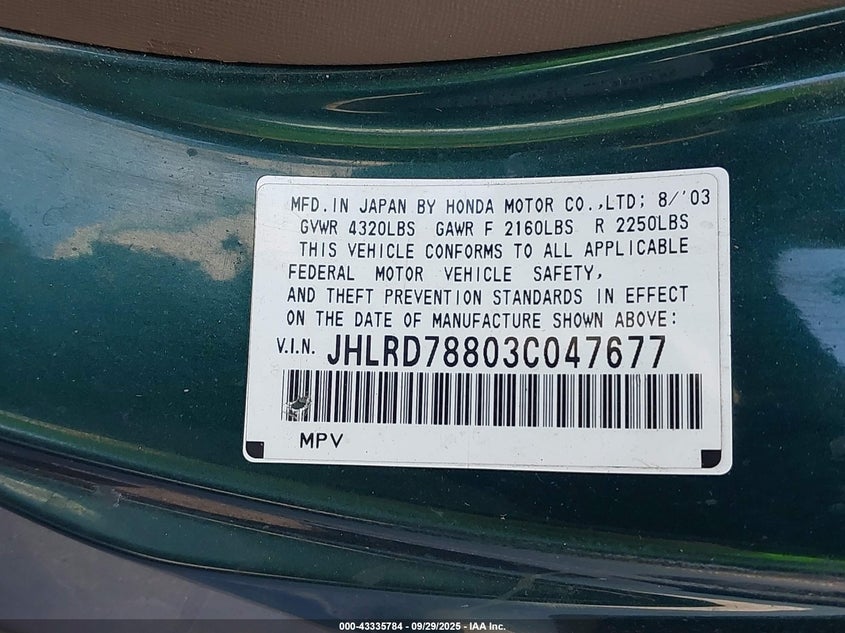 MFD.IN JAPAN BY HONDA MOTOR CO.,LTD; 8/'03
GVWR 4320LBS GAWR F 2160LBS R 2250LBS
THIS VEHICLE CONFORMS TO ALL APPLICABLE
FEDERAL MOTOR VEHICLE SAFETY,
AND THEFT PREVENTION STANDARDS IN EFFECT
ON THE DATE OF MANUFACTURE SHOWN ABOVE:
V.I.N. JHLRD78803C047677
MPV
000-43335784 - 09/29/2025 - IAA Inc.